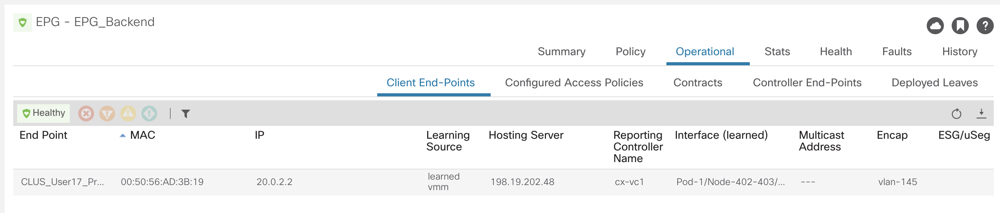 EPG - EPG_Backend
Summary Policy Operational Stats Health Faults History
Client End-Points Configured Access Policies Contracts Controller End-Points Deployed Leaves
Healthy
End Point MAC IP Learning Source Hosting Server Reporting Controller Name Interface (learned) Multicast Address Encap ESG/uSeg
CLUS_User17_Pr... 00:50:56:AD:3B:19 20.0.2.2 learned vmm 198.19.202.48 cx-vc1 Pod-1/Node-402-403/... --- vlan-145